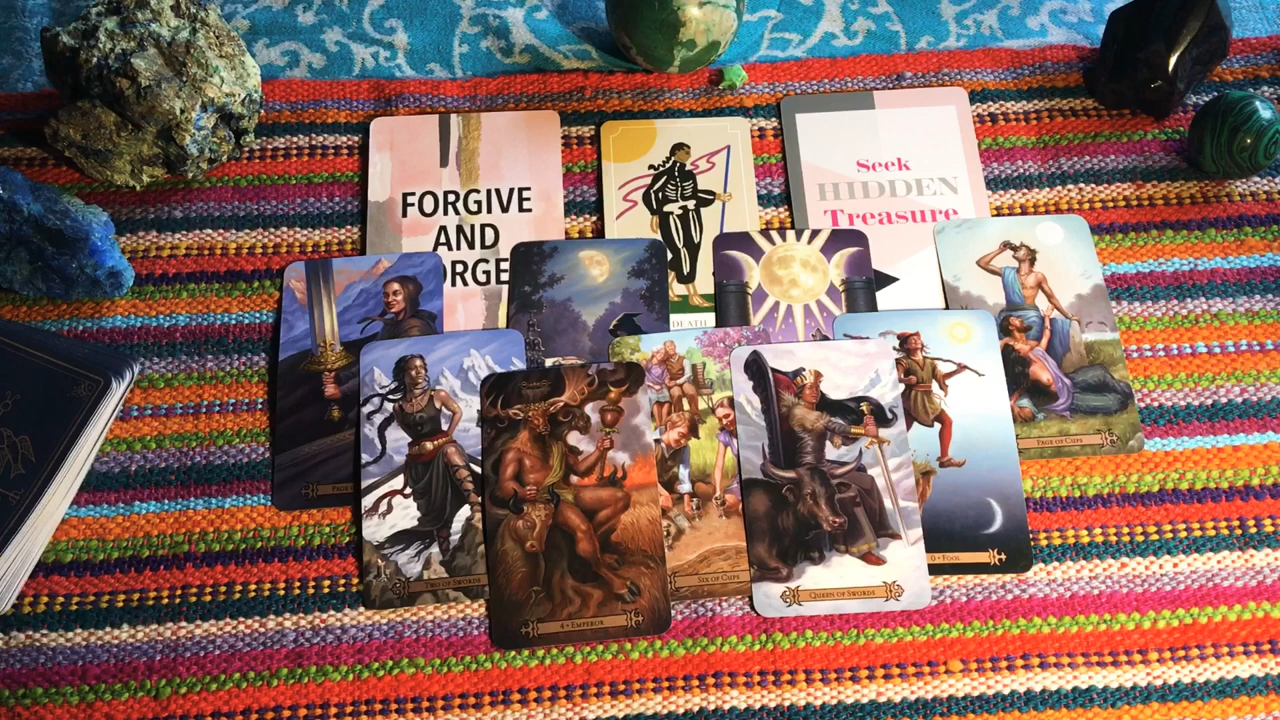 FORGIVE
AND
Seek
HIDDEN
Treasure
DEATH
PAGE OF CUPS
TWO OF SWORDS
SIX OF CUPS
0 • FOOL
QUEEN OF SWORDS
4 • EMPEROR